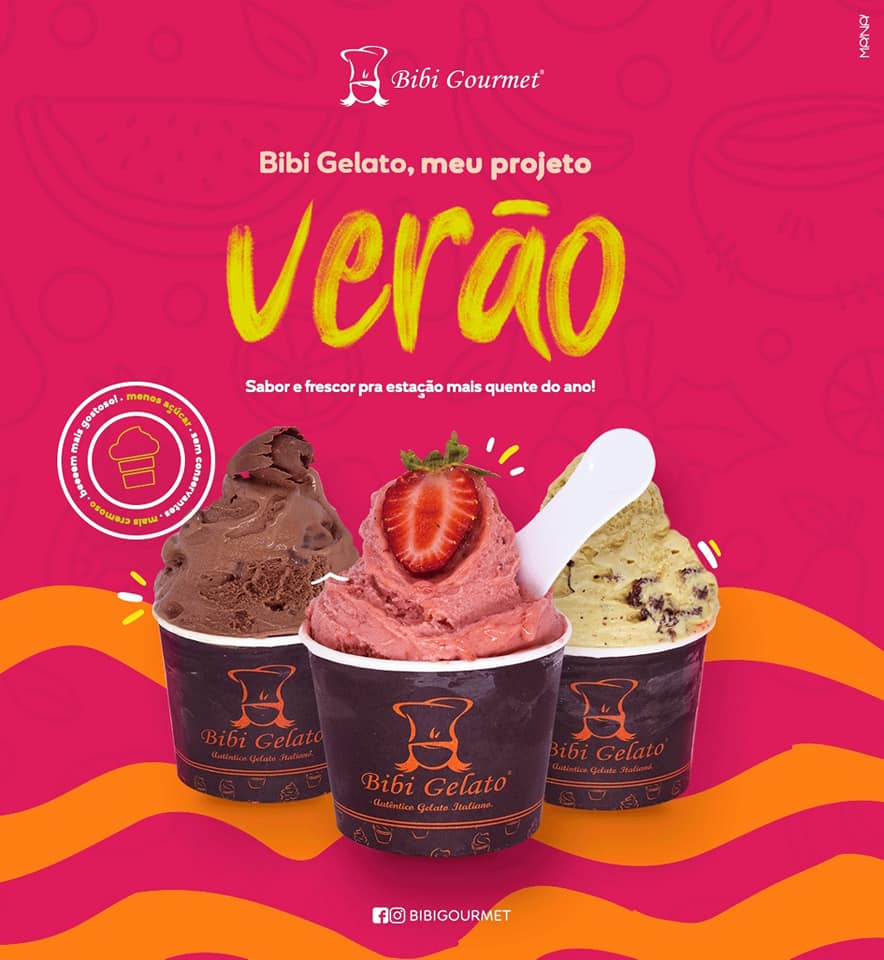 MANA!
Bibi Gourmet®
Bibi Gelato, meu projeto
verão
Sabor e frescor pra estação mais quente do ano!
beeeem mais gostoso! • menos açúcar • sem conservantes • mais cremoso •
Bibi Gelato
Autêntico Gelato Italiano.
Bibi Gelato®
Autêntico Gelato Italiano.
Bibi Gelato®
Autêntico Gelato Italiano.
BIBIGOURMET